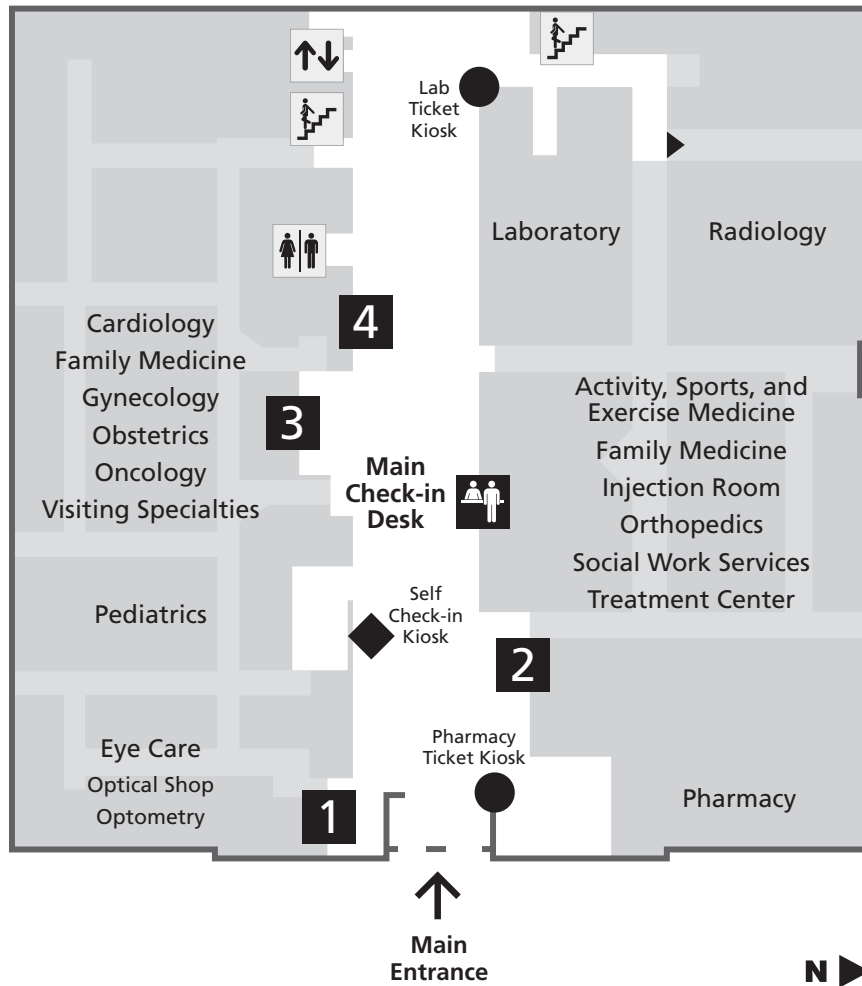 Lab
Ticket
Kiosk
Laboratory
Radiology
4
Cardiology
Family Medicine
Gynecology
Obstetrics
Oncology
Visiting Specialties
3
Main
Check-in
Desk
Activity, Sports, and
Exercise Medicine
Family Medicine
Injection Room
Orthopedics
Social Work Services
Treatment Center
Pediatrics
Self
Check-in
Kiosk
2
Eye Care
Optical Shop
Optometry
1
Pharmacy
Ticket Kiosk
Pharmacy
Main
Entrance
N